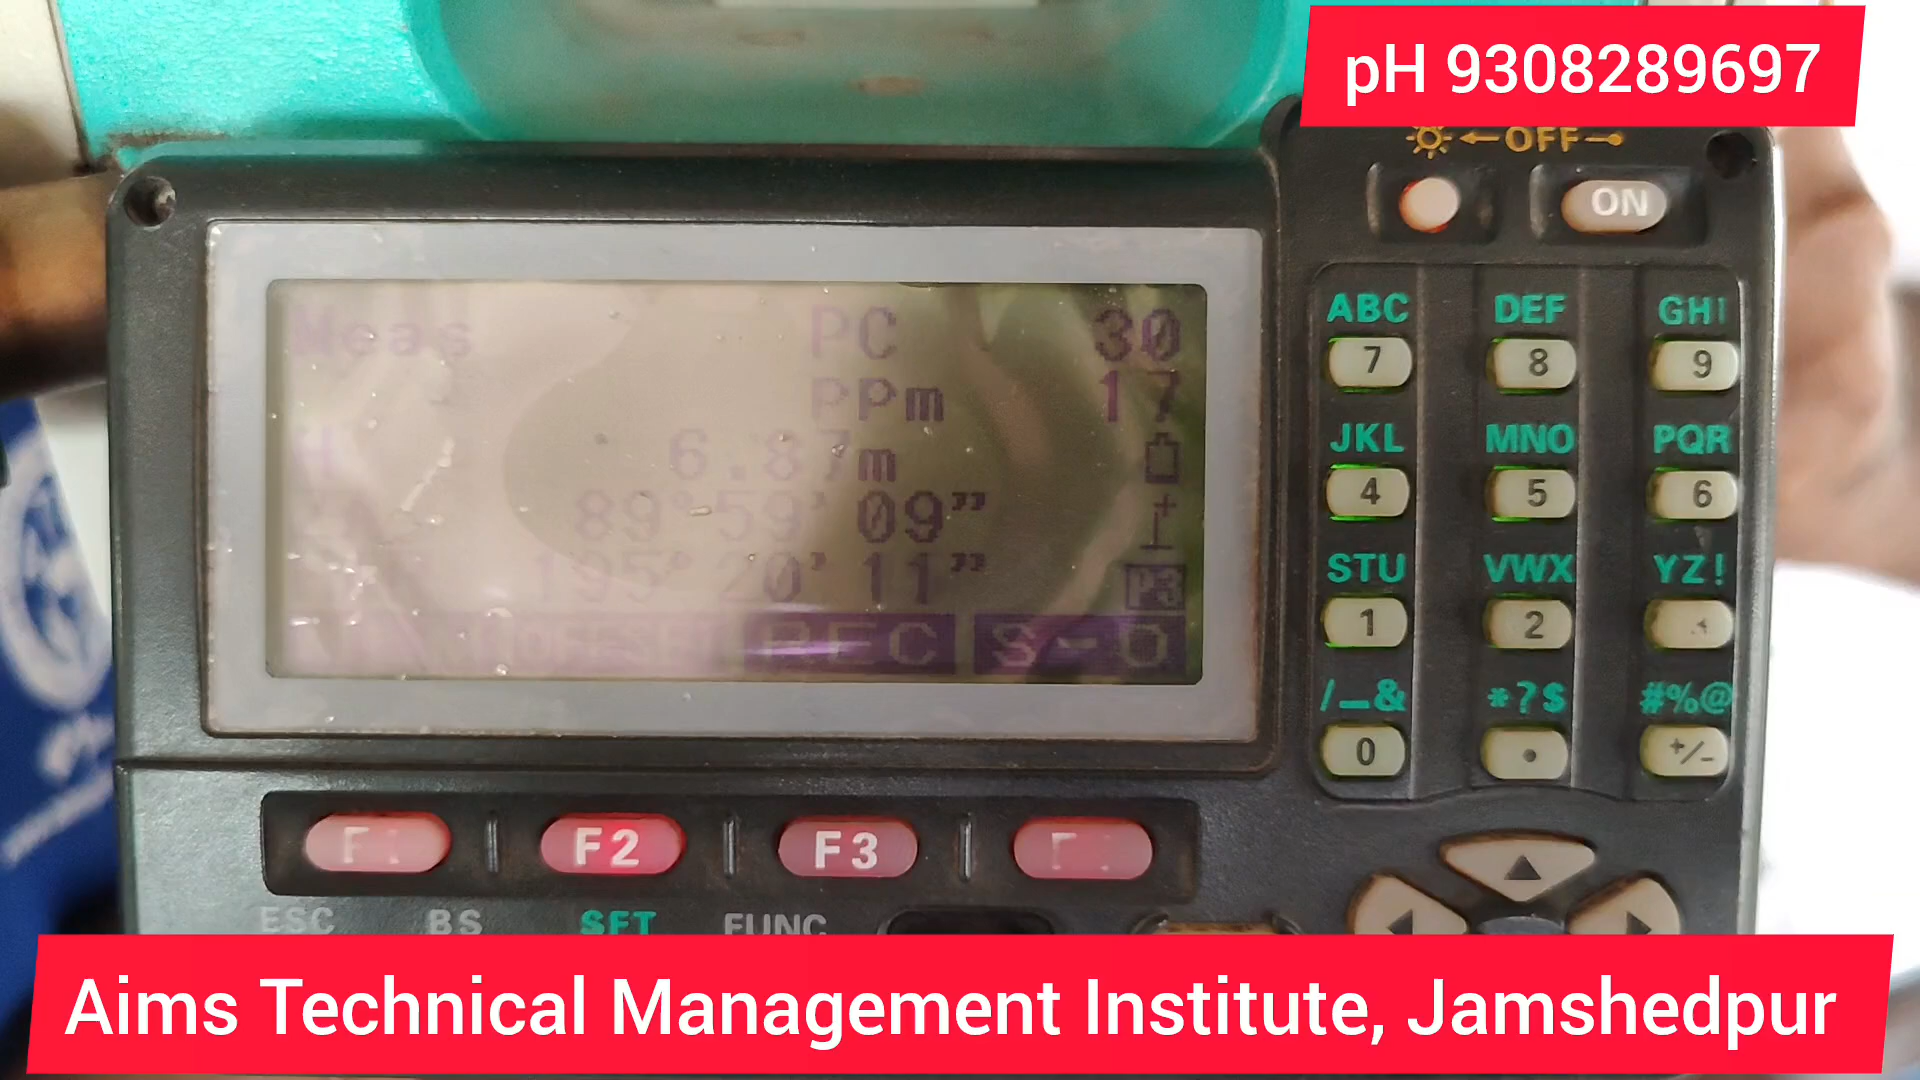 pH 9308289697
←OFF
ON
Meas PC 30
PPm 17
H 6.87m
89°59'09"
195°20'11"
P3
OFFSET REC S-O
ABC DEF GHI
7 8 9
JKL MNO PQR
4 5 6
STU VWX YZ!
1 2
/_& *?$ #%@
0 . +/-
F2 F3
ESC BS SFT FUNC
Aims Technical Management Institute, Jamshedpur